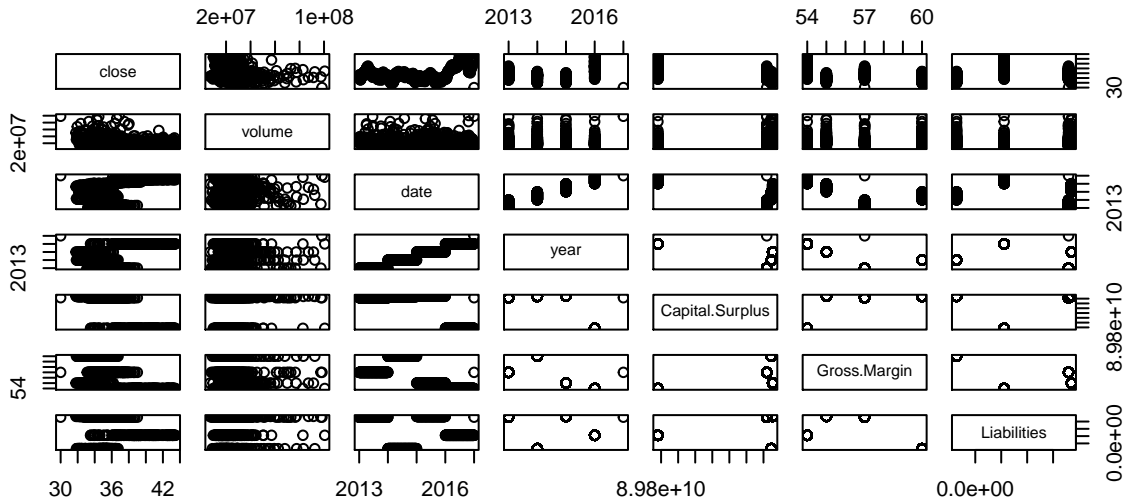 2e+07 1e+08 2013 2016 54 57 60
close
30
2e+07
volume
date
2013
2013
year
Capital.Surplus
8.98e+10
54
Gross.Margin
Liabilities
0.0e+00
30 36 42 2013 2016 8.98e+10 0.0e+00